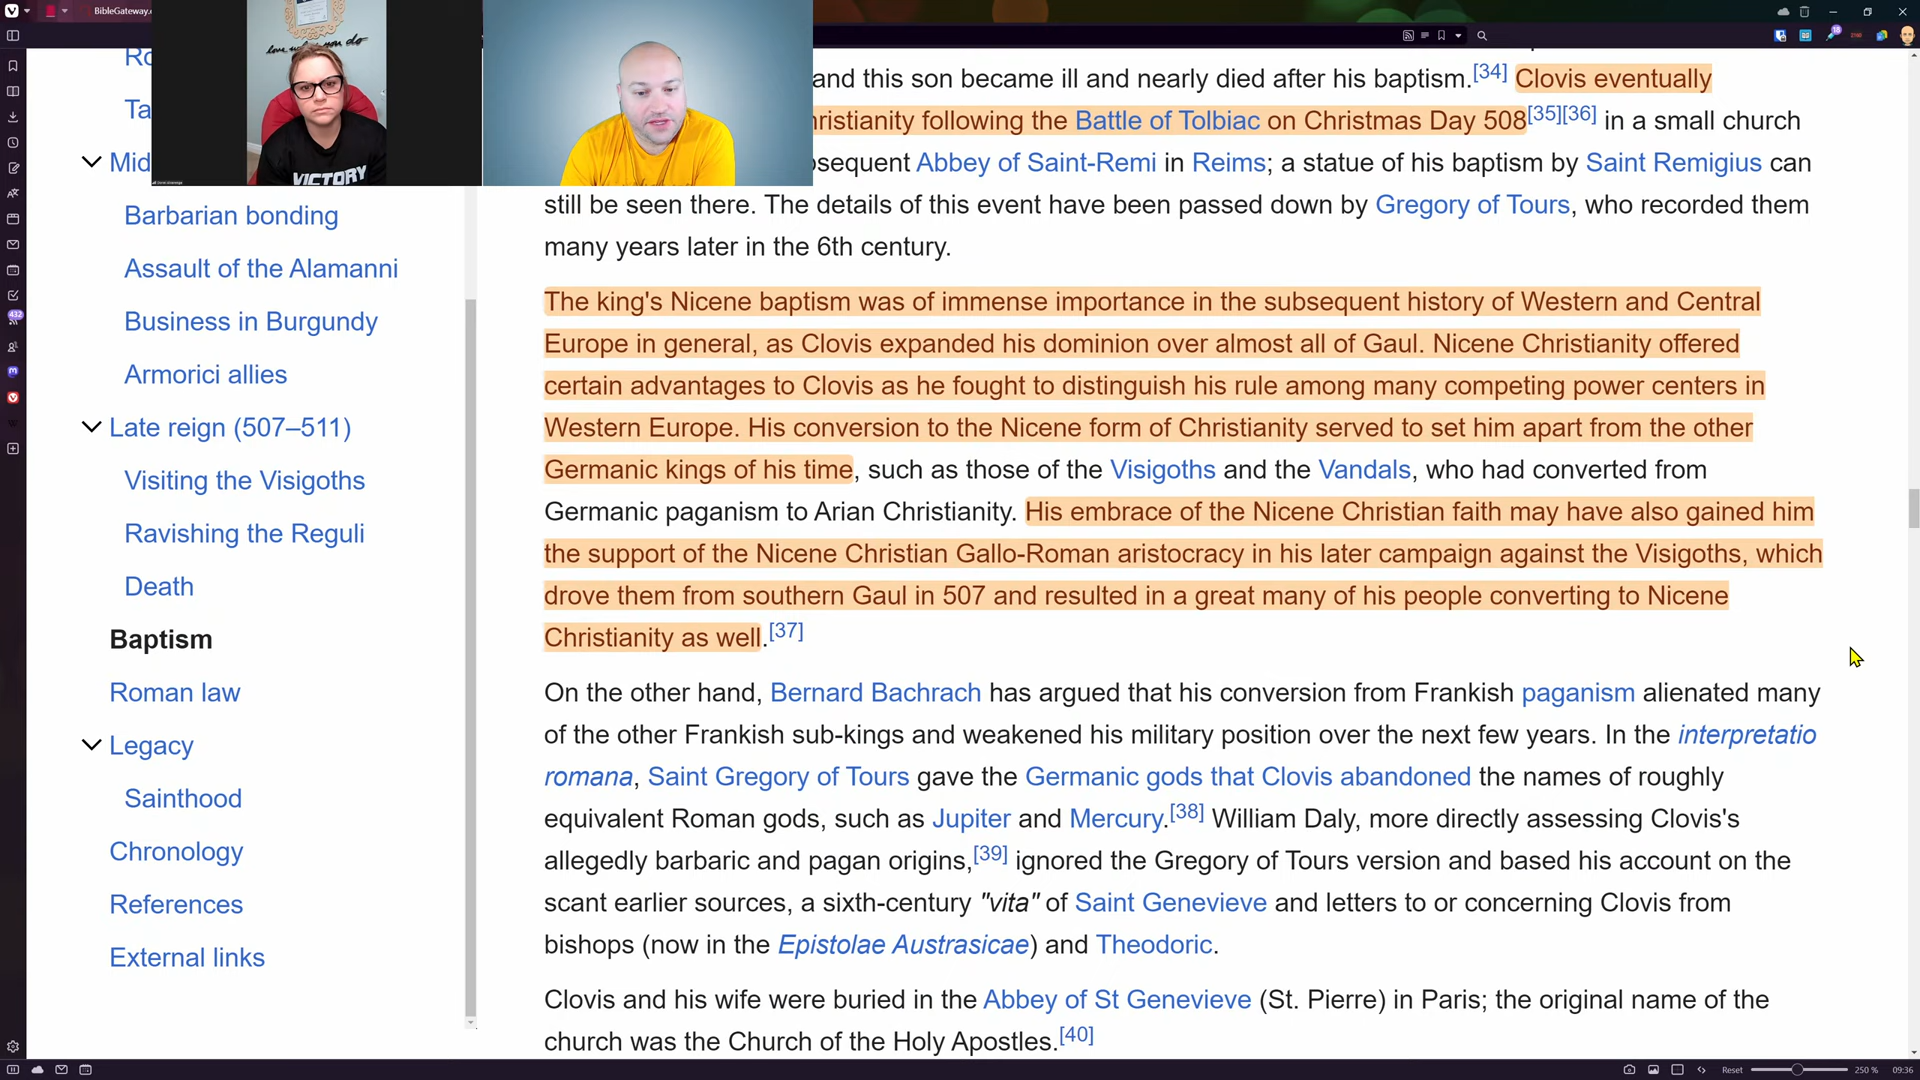 BibleGateway.c
love what you do
VICTORY
Ro
Ta
Mid
Barbarian bonding
Assault of the Alamanni
Business in Burgundy
Armorici allies
Late reign (507–511)
Visiting the Visigoths
Ravishing the Reguli
Death
Baptism
Roman law
Legacy
Sainthood
Chronology
References
External links
and this son became ill and nearly died after his baptism.[34] Clovis eventually
hristianity following the Battle of Tolbiac on Christmas Day 508[35][36] in a small church
bsequent Abbey of Saint-Remi in Reims; a statue of his baptism by Saint Remigius can
still be seen there. The details of this event have been passed down by Gregory of Tours, who recorded them
many years later in the 6th century.
The king's Nicene baptism was of immense importance in the subsequent history of Western and Central
Europe in general, as Clovis expanded his dominion over almost all of Gaul. Nicene Christianity offered
certain advantages to Clovis as he fought to distinguish his rule among many competing power centers in
Western Europe. His conversion to the Nicene form of Christianity served to set him apart from the other
Germanic kings of his time, such as those of the Visigoths and the Vandals, who had converted from
Germanic paganism to Arian Christianity. His embrace of the Nicene Christian faith may have also gained him
the support of the Nicene Christian Gallo-Roman aristocracy in his later campaign against the Visigoths, which
drove them from southern Gaul in 507 and resulted in a great many of his people converting to Nicene
Christianity as well.[37]
On the other hand, Bernard Bachrach has argued that his conversion from Frankish paganism alienated many
of the other Frankish sub-kings and weakened his military position over the next few years. In the interpretatio
romana, Saint Gregory of Tours gave the Germanic gods that Clovis abandoned the names of roughly
equivalent Roman gods, such as Jupiter and Mercury.[38] William Daly, more directly assessing Clovis's
allegedly barbaric and pagan origins,[39] ignored the Gregory of Tours version and based his account on the
scant earlier sources, a sixth-century "vita" of Saint Genevieve and letters to or concerning Clovis from
bishops (now in the Epistolae Austrasicae) and Theodoric.
Clovis and his wife were buried in the Abbey of St Genevieve (St. Pierre) in Paris; the original name of the
church was the Church of the Holy Apostles.[40]
432
18
Reset
250 %
09:36